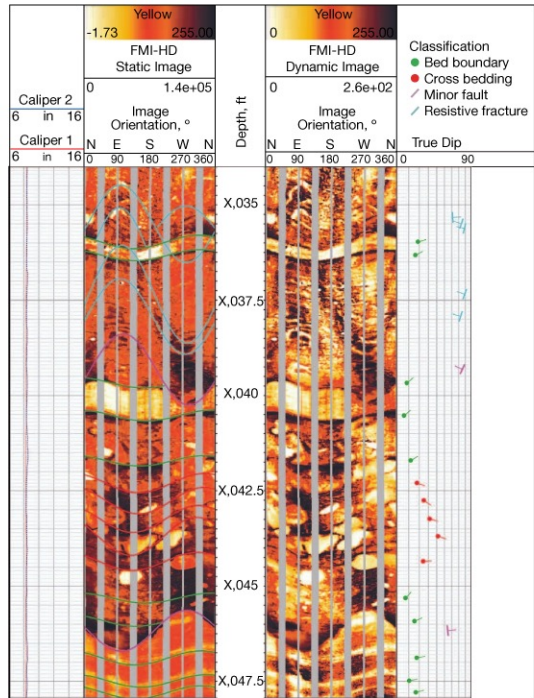 Yellow
-1.73 255.00
FMI-HD
Static Image
0 1.4e+05
Image
Orientation, °
N E S W N
0 90 180 270 360
Caliper 2
6 in 16
Caliper 1
6 in 16
Depth, ft
Yellow
0 255.00
FMI-HD
Dynamic Image
0 2.6e+02
Image
Orientation, °
N E S W N
0 90 180 270 360
Classification
Bed boundary
Cross bedding
Minor fault
Resistive fracture
True Dip
0 90
X,035
X,037.5
X,040
X,042.5
X,045
X,047.5